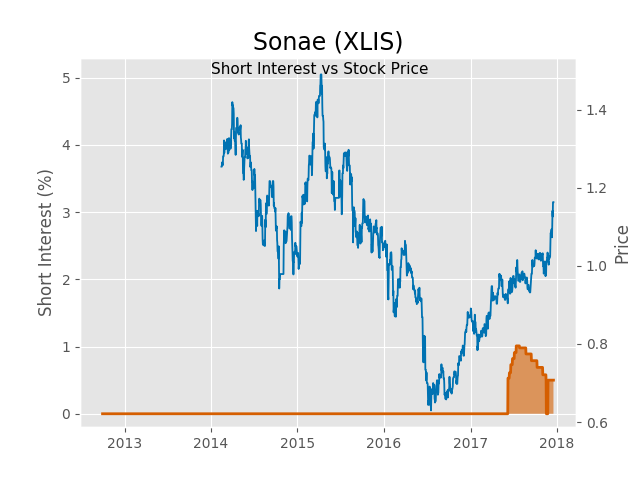 Sonae (XLIS)
Short Interest vs Stock Price
Short Interest (%)
5
4
3
2
1
0
1.4
1.2
1.0
0.8
0.6
Price
2013 2014 2015 2016 2017 2018